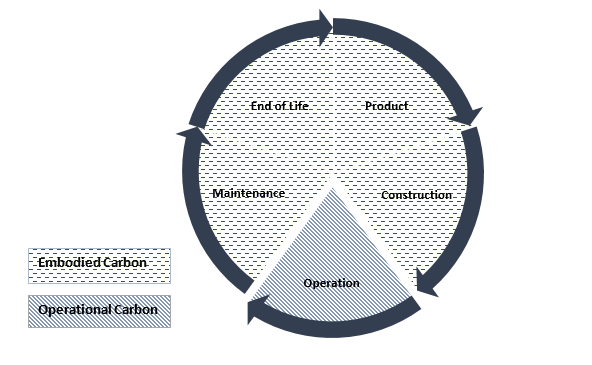 End of Life
Product
Maintenance
Construction
Operation
Embodied Carbon
Operational Carbon